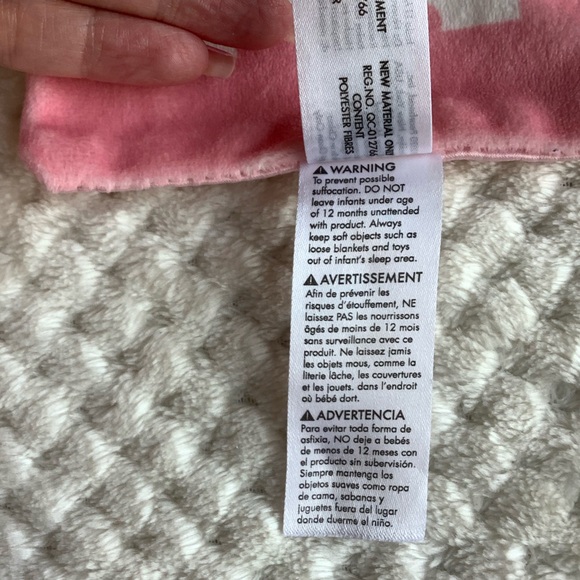 MENT
66
NEW MATERIAL ON
REG.NO. QC-01276
CONTENT
POLYESTER FIBRES
WARNING
To prevent possible
suffocation. DO NOT
leave infants under age
of 12 months unattended
with product. Always
keep soft objects such as
loose blankets and toys
out of infant's sleep area.
AVERTISSEMENT
Afin de prévenir les
risques d'étouffement, NE
laissez PAS les nourrissons
âgés de moins de 12 mois
sans surveillance avec ce
produit. Ne laissez jamais
les objets mous, comme la
literie lâche, les couvertures
et les jouets. dans l'endroit
où bébé dort.
ADVERTENCIA
Para evitar toda forma de
asfixia, NO deje a bebés
de menos de 12 meses con
el producto sin supervisión.
Siempre mantenga los
objetos suaves como ropa
de cama, sabanas y
juguetes fuera del lugar
donde duerme el niño.